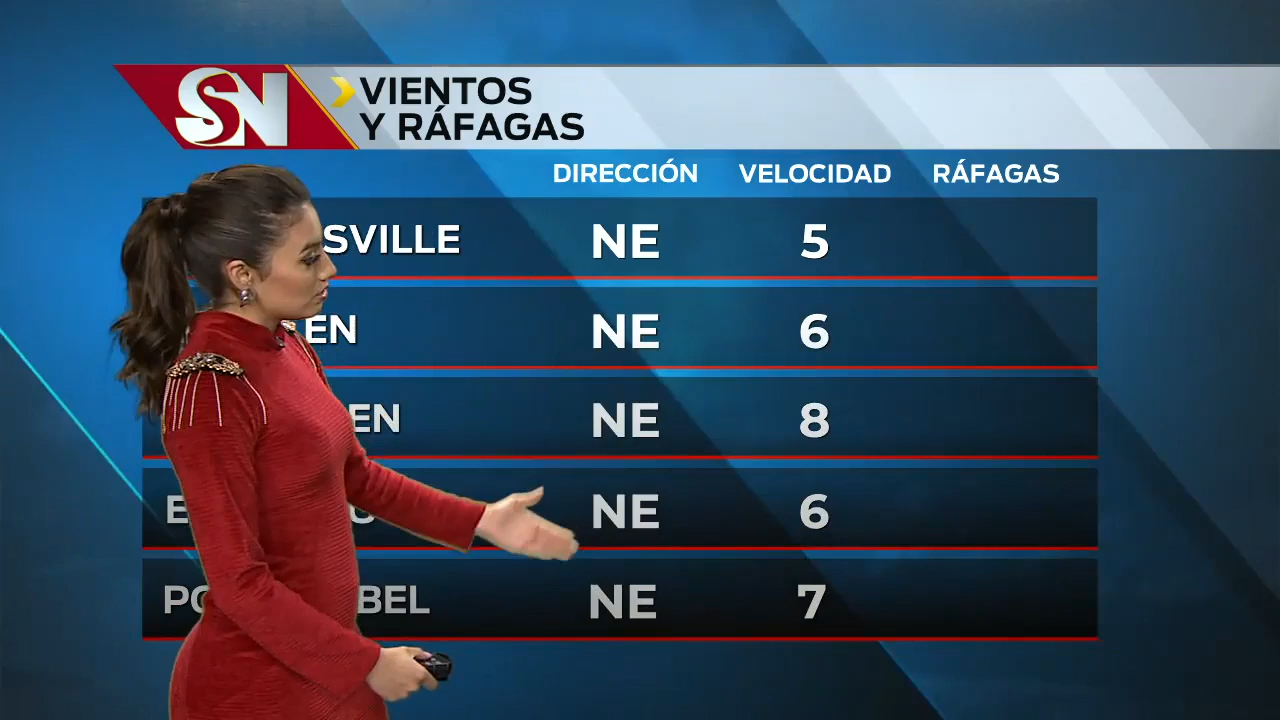 SN
VIENTOS
Y RÁFAGAS
DIRECCIÓN VELOCIDAD RÁFAGAS
NE 5
NE 6
NE 8
NE 6
NE 7